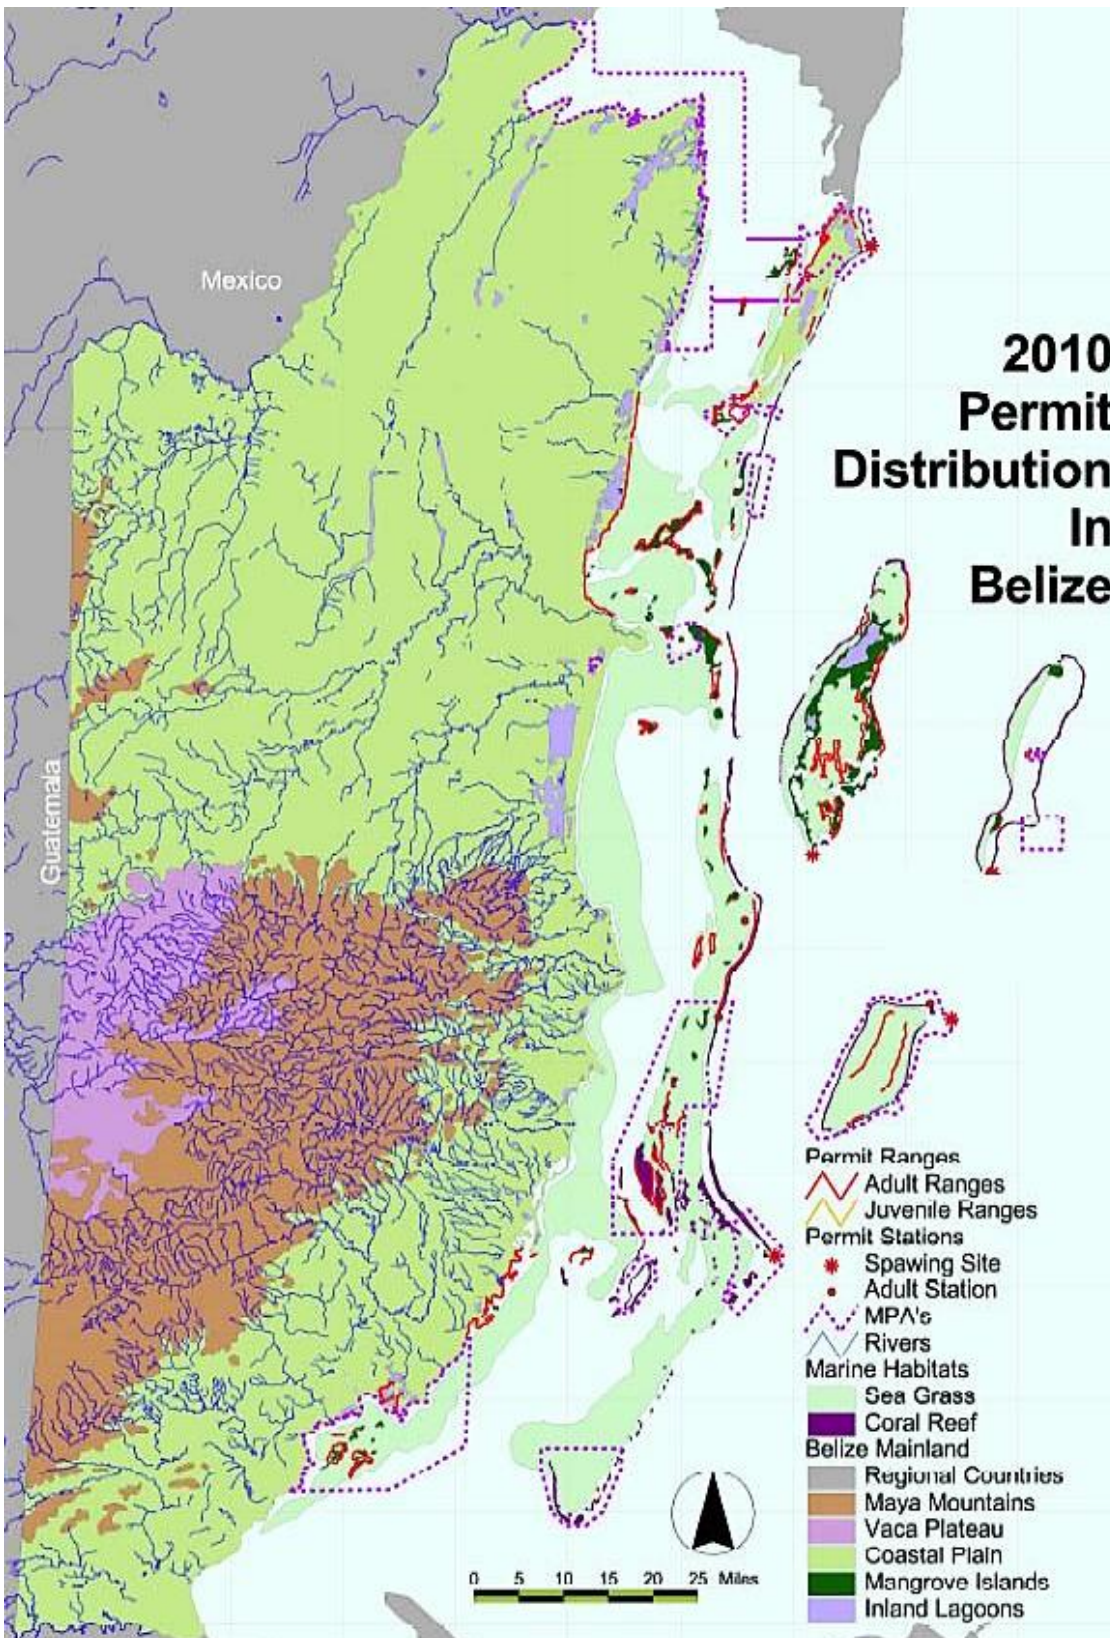 Mexico
Guatemala
2010
Permit
Distribution
In
Belize
Permit Ranges
Adult Ranges
Juvenile Ranges
Permit Stations
Spawing Site
Adult Station
MPA's
Rivers
Marine Habitats
Sea Grass
Coral Reef
Belize Mainland
Regional Countries
Maya Mountains
Vaca Plateau
Coastal Plain
Mangrove Islands
Inland Lagoons
0 5 10 15 20 25 Miles